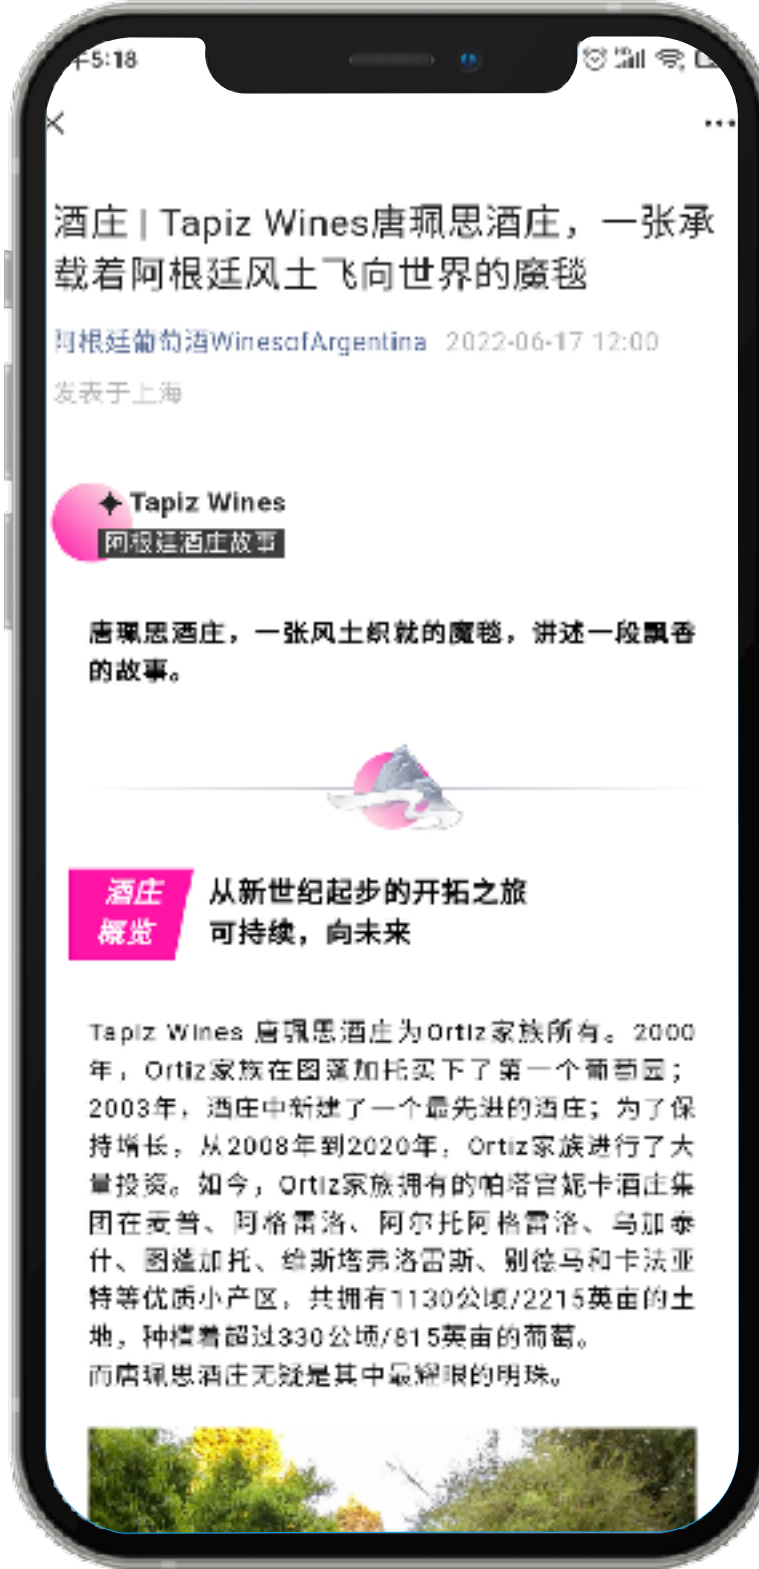 午5:18
酒庄 | Tapiz Wines唐珮思酒庄，一张承
载着阿根廷风土飞向世界的魔毯
阿根廷葡萄酒WinesofArgentina 2022-06-17 12:00
发表于上海
Tapiz Wines
阿根廷酒庄故事
唐珮思酒庄，一张风土织就的魔毯，讲述一段飘香
的故事。
酒庄
概览
从新世纪起步的开拓之旅
可持续，向未来
Tapiz Wines 唐珮思酒庄为Ortiz家族所有。2000
年，Ortiz家族在图蓬加托买下了第一个葡萄园；
2003年，酒庄中新建了一个最先进的酒庄；为了保
持增长，从2008年到2020年，Ortiz家族进行了大
量投资。如今，Ortiz家族拥有的帕塔宫妮卡酒庄集
团在麦普、阿格雷洛、阿尔托阿格雷洛、乌加泰
什、图蓬加托、维斯塔弗洛雷斯、别德马和卡法亚
特等优质小产区，共拥有1130公顷/2215英亩的土
地，种植着超过330公顷/815英亩的葡萄。
而唐珮思酒庄无疑是其中最耀眼的明珠。